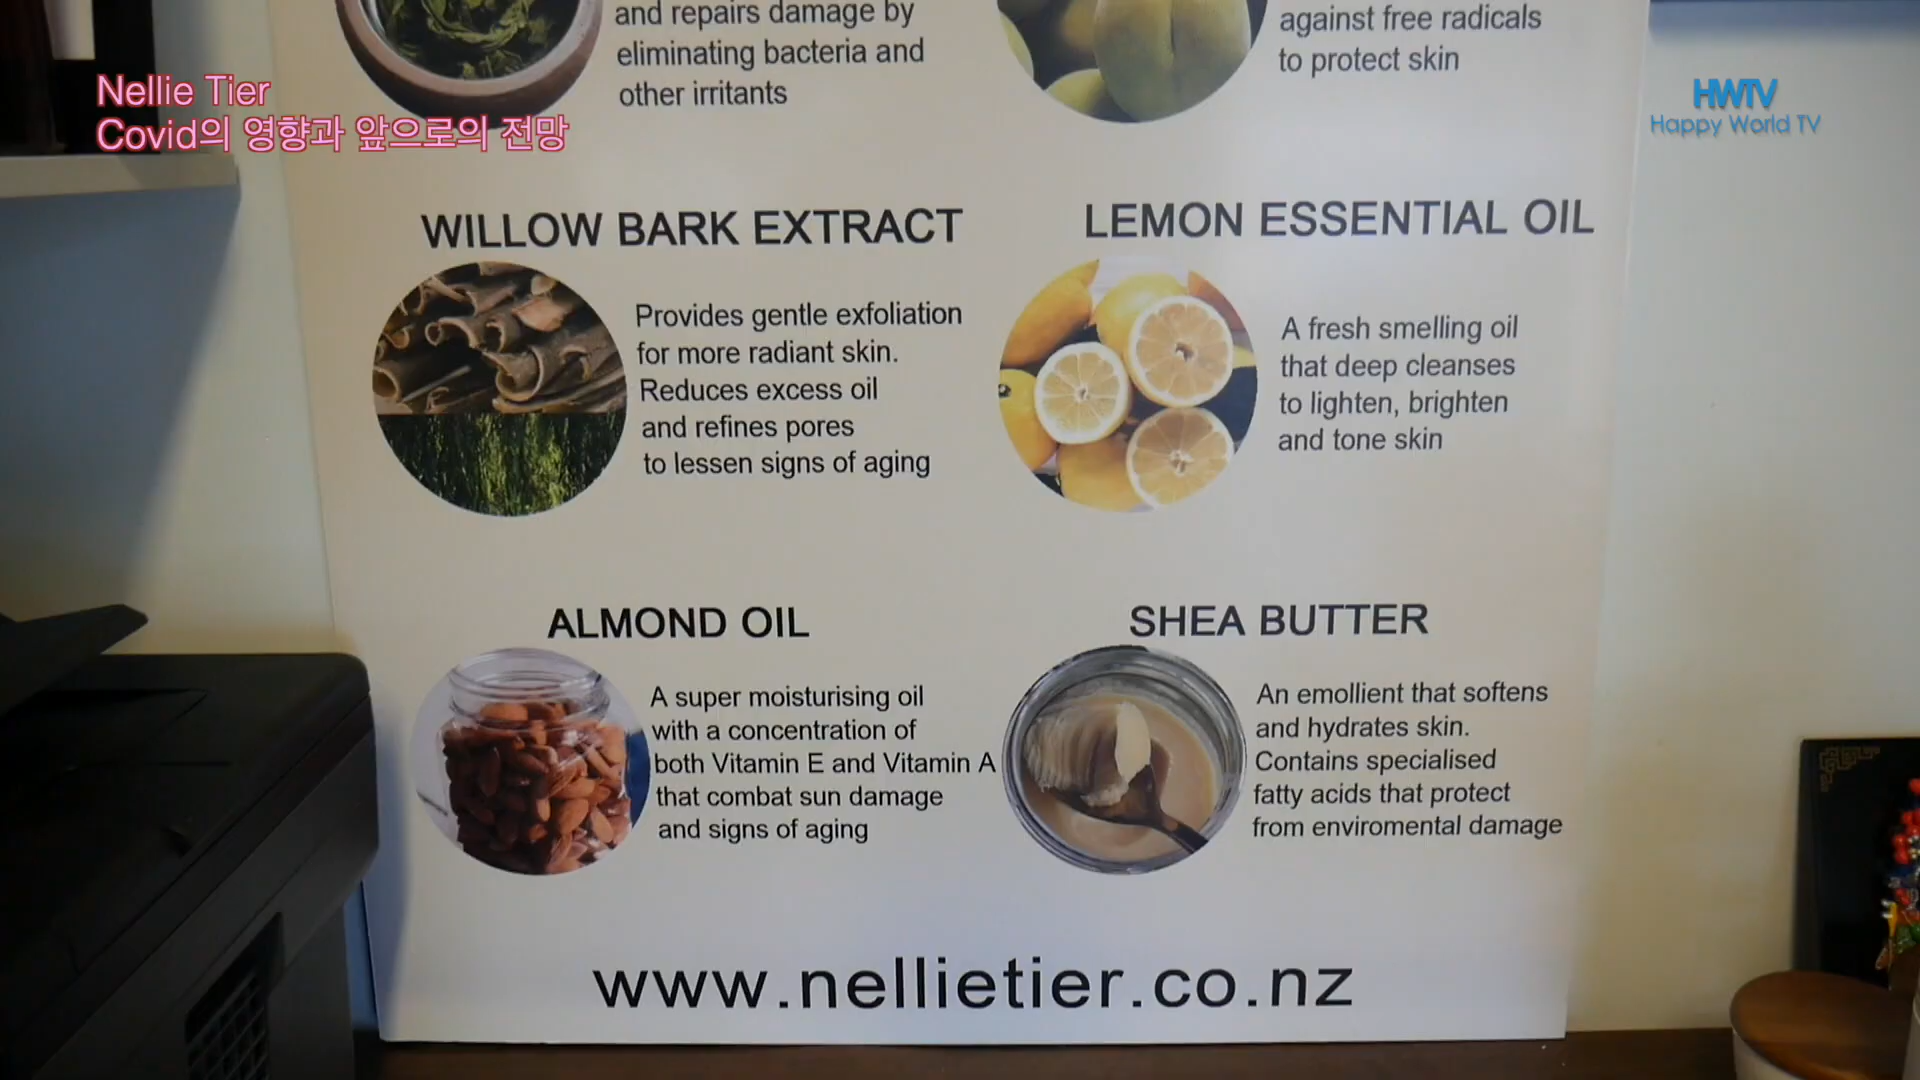 Nellie Tier
Covid의 영향과 앞으로의 전망
HWTV
Happy World TV
and repairs damage by
eliminating bacteria and
other irritants
against free radicals
to protect skin
WILLOW BARK EXTRACT
Provides gentle exfoliation
for more radiant skin.
Reduces excess oil
and refines pores
to lessen signs of aging
LEMON ESSENTIAL OIL
A fresh smelling oil
that deep cleanses
to lighten, brighten
and tone skin
ALMOND OIL
A super moisturising oil
with a concentration of
both Vitamin E and Vitamin A
that combat sun damage
and signs of aging
SHEA BUTTER
An emollient that softens
and hydrates skin.
Contains specialised
fatty acids that protect
from enviromental damage
www.nellietier.co.nz